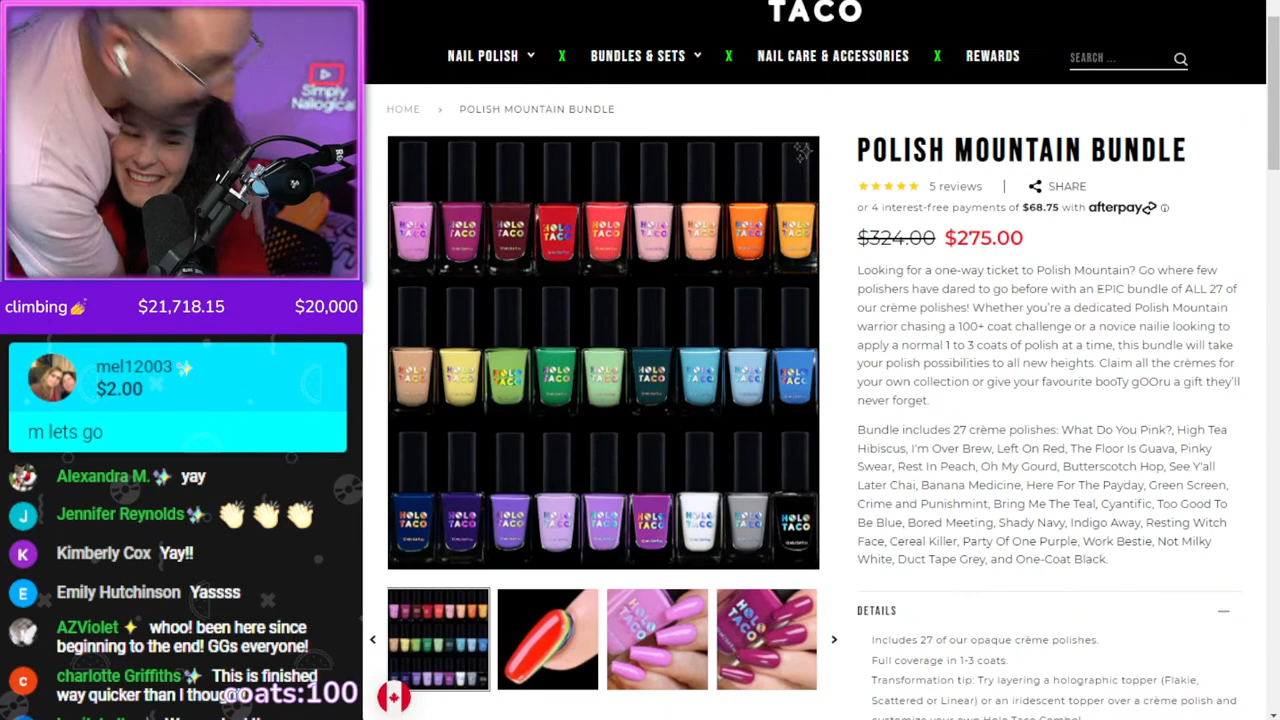 TACO
NAIL POLISH X BUNDLES & SETS X NAIL CARE & ACCESSORIES X REWARDS SEARCH ...
Simply
Nailogical
climbing💅 $21,718.15 $20,000
mel12003✨
$2.00
m lets go
Alexandra M.✨ yay
J Jennifer Reynolds✨ 👏👏👏
K Kimberly Cox Yay!!
E Emily Hutchinson Yassss
AZViolet ✨ whoo! been here since
beginning to the end! GGs everyone!
C charlotte Griffiths✨ This is finished
way quicker than I thought
coats:100
HOME › POLISH MOUNTAIN BUNDLE
HOLO TACO
POLISH MOUNTAIN BUNDLE
★★★★★ 5 reviews | SHARE
or 4 interest-free payments of $68.75 with afterpay ⓘ
$324.00 $275.00
Looking for a one-way ticket to Polish Mountain? Go where few
polishers have dared to go before with an EPIC bundle of ALL 27 of
our crème polishes! Whether you're a dedicated Polish Mountain
warrior chasing a 100+ coat challenge or a novice nailie looking to
apply a normal 1 to 3 coats of polish at a time, this bundle will take
your polish possibilities to all new heights. Claim all the crèmes for
your own collection or give your favourite booTy gOOru a gift they'll
never forget.
Bundle includes 27 crème polishes: What Do You Pink?, High Tea
Hibiscus, I'm Over Brew, Left On Red, The Floor Is Guava, Pinky
Swear, Rest In Peach, Oh My Gourd, Butterscotch Hop, See Y'all
Later Chai, Banana Medicine, Here For The Payday, Green Screen,
Crime and Punishmint, Bring Me The Teal, Cyantific, Too Good To
Be Blue, Bored Meeting, Shady Navy, Indigo Away, Resting Witch
Face, Cereal Killer, Party Of One Purple, Work Bestie, Not Milky
White, Duct Tape Grey, and One-Coat Black.
DETAILS
Includes 27 of our opaque crème polishes.
Full coverage in 1-3 coats.
Transformation tip: Try layering a holographic topper (Flakie,
Scattered or Linear) or an iridescent topper over a crème polish and
customize your own Holo Taco Combo!